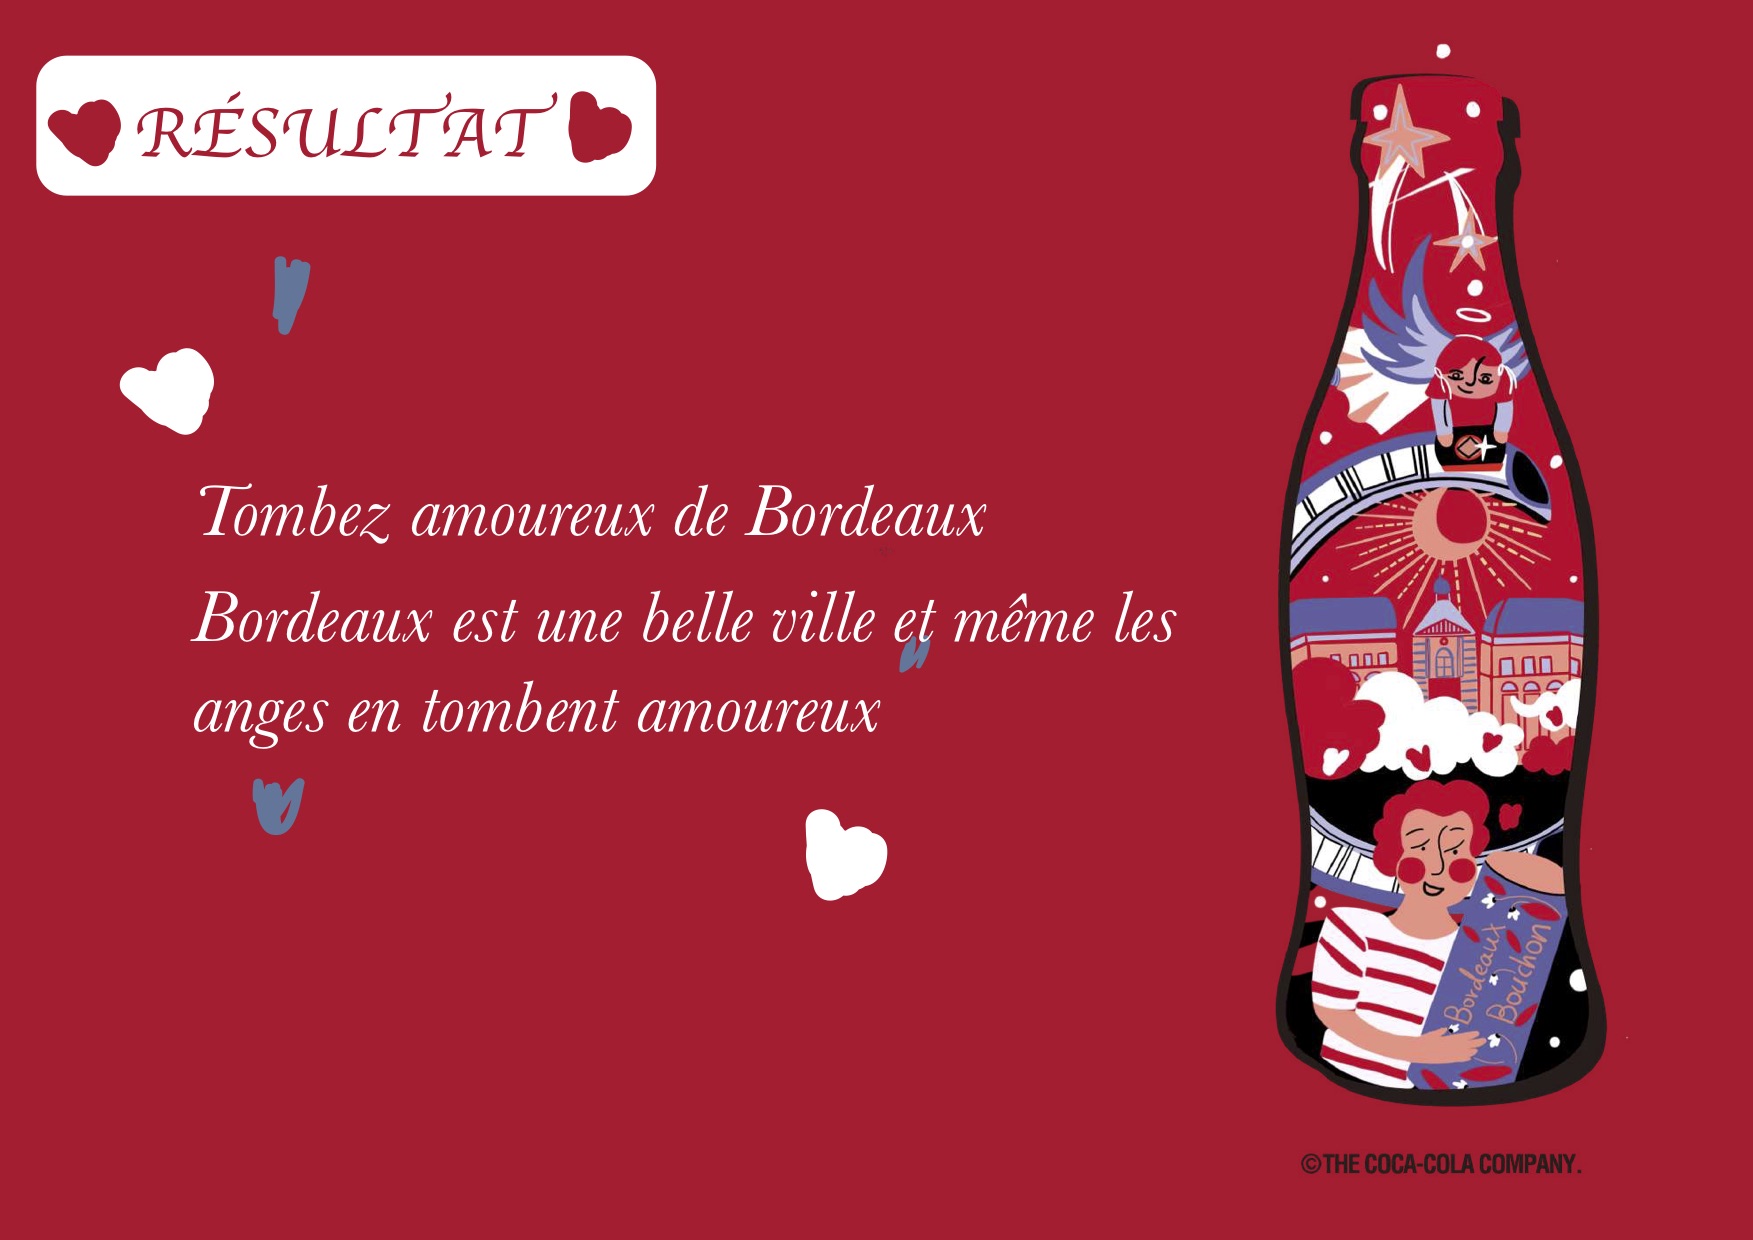 RÉSULTAT
Tombez amoureux de Bordeaux
Bordeaux est une belle ville et même les
anges en tombent amoureux
Bordeaux
Bouchon
©THE COCA-COLA COMPANY.